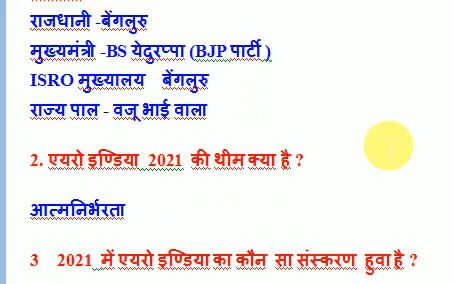 राजधानी -बेंगलुरु
मुख्यमंत्री -BS येदुरप्पा (BJP पार्टी )
ISRO मुख्यालय बेंगलुरु
राज्य पाल - वजू भाई वाला
2. एयरो इण्डिया 2021 की थीम क्या है ?
आत्मनिर्भरता
3 2021 में एयरो इण्डिया का कौन सा संस्करण हुवा है ?